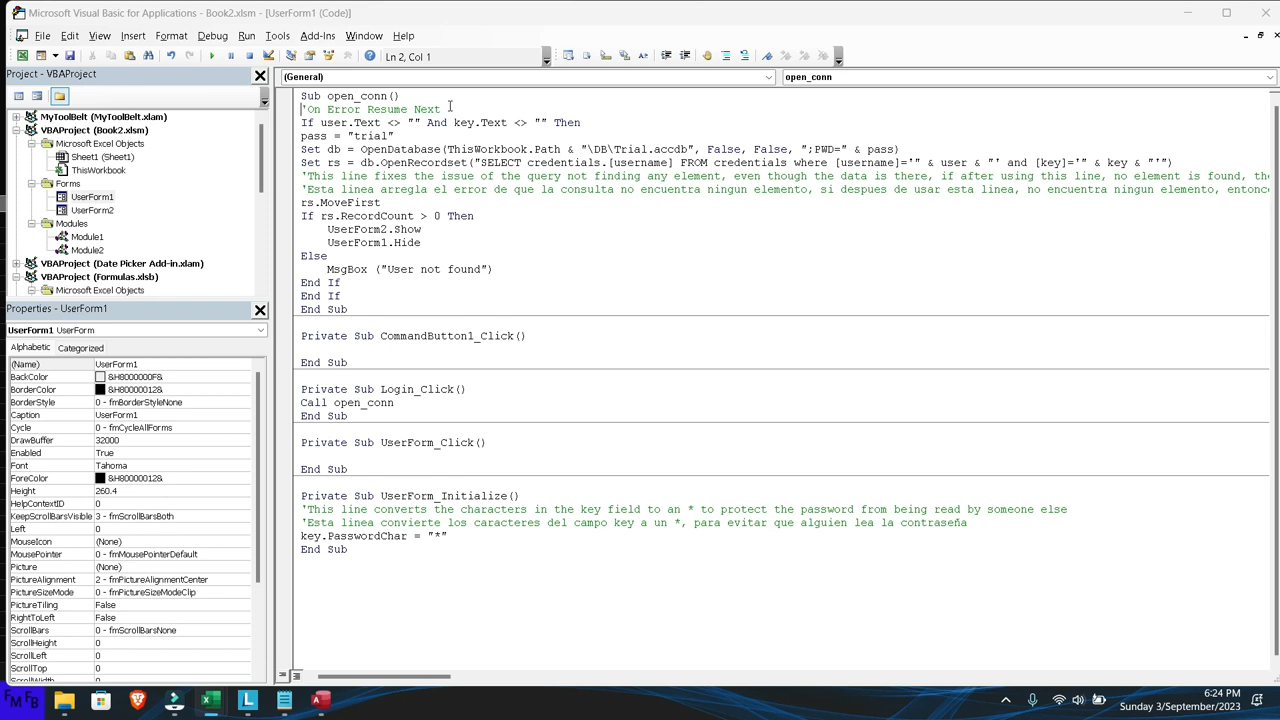 Microsoft Visual Basic for Applications - Book2.xlsm - [UserForm1 (Code)]
File Edit View Insert Format Debug Run Tools Add-Ins Window Help
Ln 2, Col 1
Project - VBAProject
MyToolBelt (MyToolbelt.xlam)
VBAProject (Book2.xlsm)
Microsoft Excel Objects
Sheet1 (Sheet1)
ThisWorkbook
Forms
UserForm1
UserForm2
Modules
Module1
Module2
VBAProject (Date Picker Add-in.xlam)
VBAProject (Formulas.xlsb)
Microsoft Excel Objects
Properties - UserForm1
UserForm1 UserForm
Alphabetic Categorized
(Name) UserForm1
BackColor &H8000000F&
BorderColor &H80000012&
BorderStyle 0 - fmBorderStyleNone
Caption UserForm1
Cycle 0 - fmCycleAllForms
DrawBuffer 32000
Enabled True
Font Tahoma
ForeColor &H80000012&
Height 260.4
HelpContextID 0
KeepScrollBarsVisible 3 - fmScrollBarsBoth
Left 0
MouseIcon (None)
MousePointer 0 - fmMousePointerDefault
Picture (None)
PictureAlignment 2 - fmPictureAlignmentCenter
PictureSizeMode 0 - fmPictureSizeModeClip
PictureTiling False
RightToLeft False
ScrollBars 0 - fmScrollBarsNone
ScrollHeight 0
ScrollLeft 0
ScrollTop 0
(General) open_conn
Sub open_conn()
'On Error Resume Next
If user.Text <> "" And key.Text <> "" Then
pass = "trial"
Set db = OpenDatabase(ThisWorkbook.Path & "\DB\Trial.accdb", False, False, ";PWD=" & pass)
Set rs = db.OpenRecordset("SELECT credentials.[username] FROM credentials where [username]='" & user & "' and [key]='" & key & "'")
'This line fixes the issue of the query not finding any element, even though the data is there, if after using this line, no element is found, the
'Esta linea arregla el error de que la consulta no encuentra ningun elemento, si despues de usar esta linea, no encuentra ningun elemento, entonce
rs.MoveFirst
If rs.RecordCount > 0 Then
UserForm2.Show
UserForm1.Hide
Else
MsgBox ("User not found")
End If
End If
End Sub
Private Sub CommandButton1_Click()
End Sub
Private Sub Login_Click()
Call open_conn
End Sub
Private Sub UserForm_Click()
End Sub
Private Sub UserForm_Initialize()
'This line converts the characters in the key field to an * to protect the password from being read by someone else
'Esta linea convierte los caracteres del campo key a un *, para evitar que alguien lea la contraseña
key.PasswordChar = "*"
End Sub
FM FB
6:24 PM
Sunday 3/September/2023